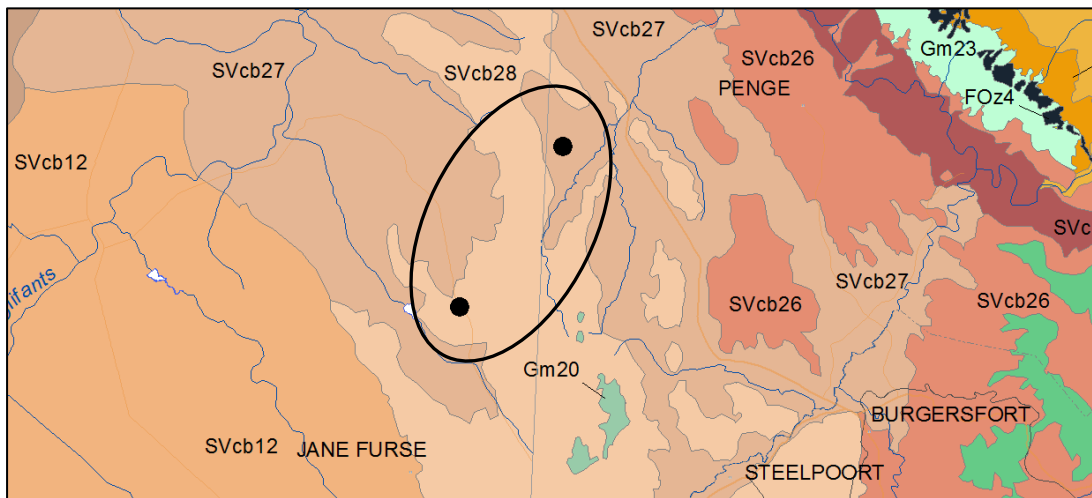 SVcb27
SVcb28
SVcb27
SVcb26
PENGE
Gm23
FOz4
SVcb12
SVcb27
SVcb26
SVcb26
SVc
lifants
Gm20
SVcb12
JANE FURSE
BURGERSFORT
STEELPOORT